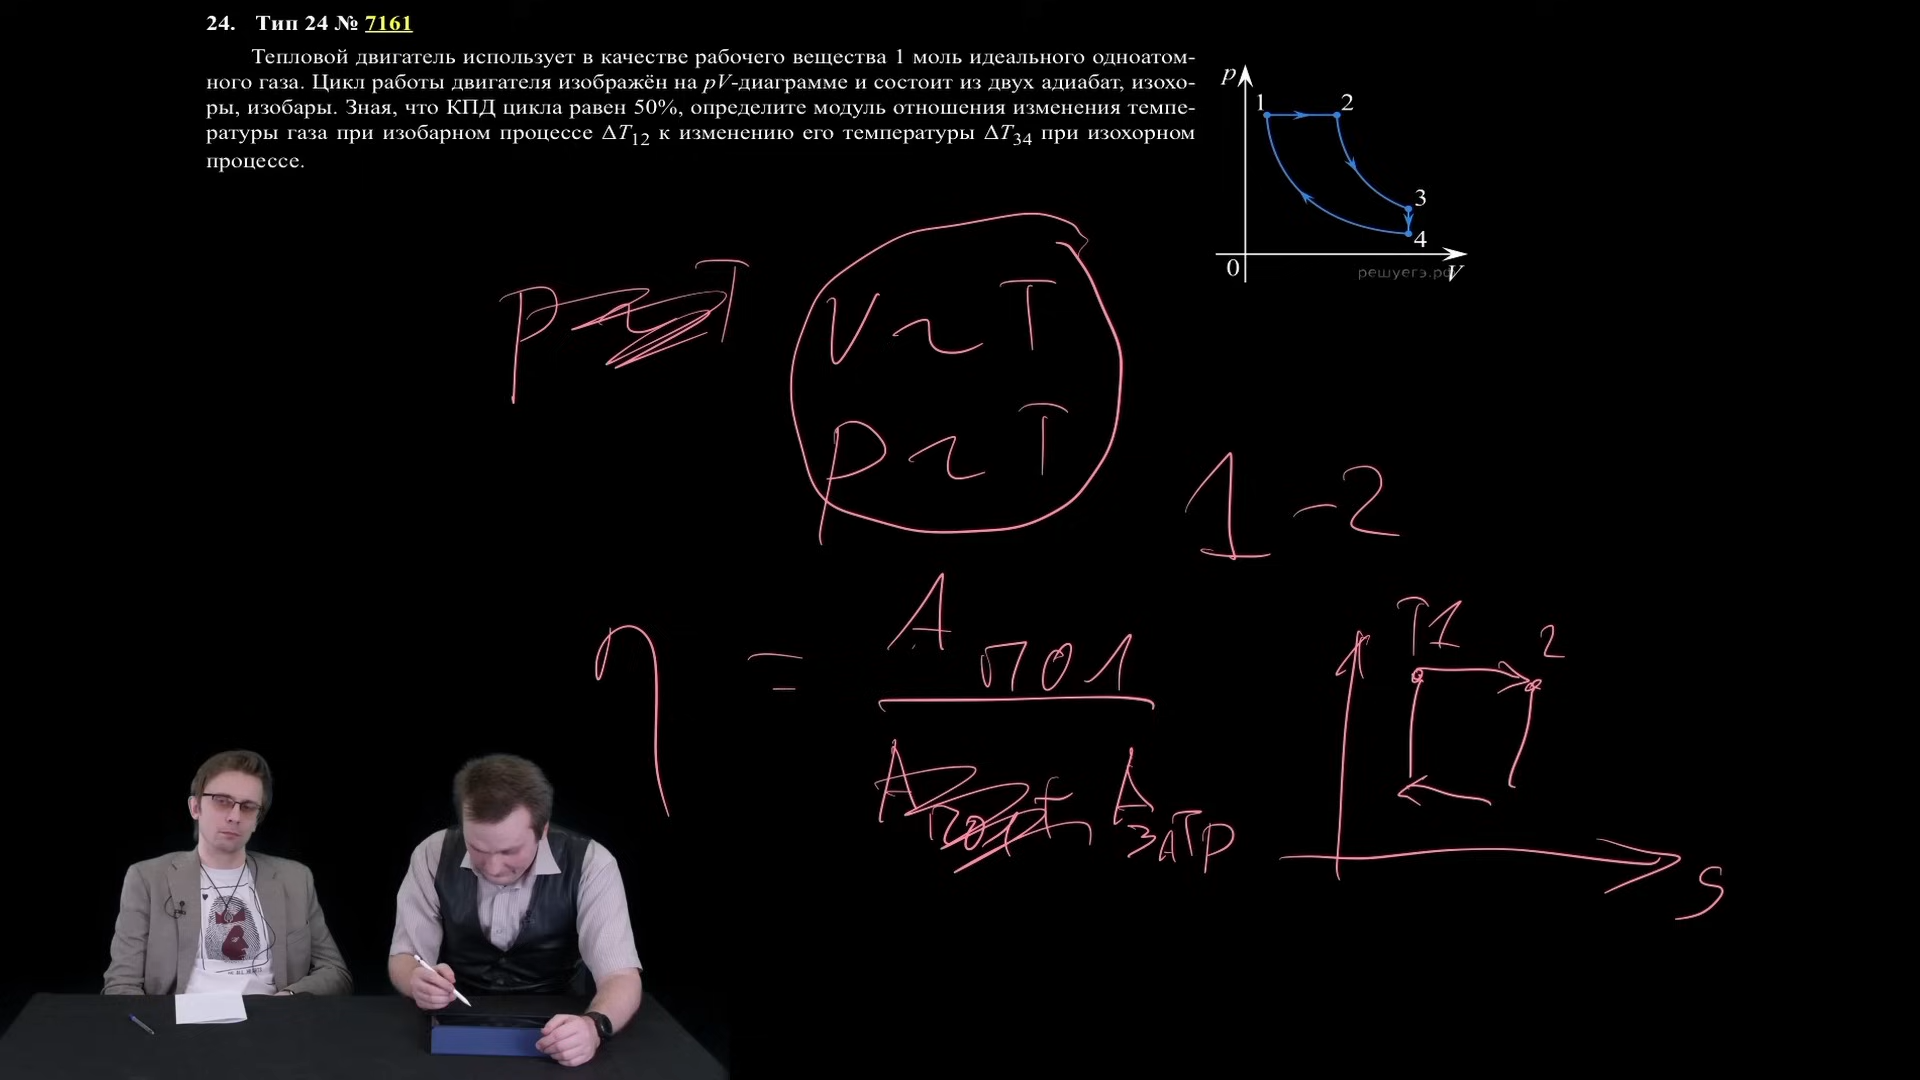 24. Тип 24 № 7161
Тепловой двигатель использует в качестве рабочего вещества 1 моль идеального одноатом-
ного газа. Цикл работы двигателя изображён на pV-диаграмме и состоит из двух адиабат, изохо-
ры, изобары. Зная, что КПД цикла равен 50%, определите модуль отношения изменения темпе-
ратуры газа при изобарном процессе ΔT12 к изменению его температуры ΔT34 при изохорном
процессе.
p
1 2
3
4
0
решуегэ.рф
V
p T
V ~ T
p ~ T
1 - 2
η = A пол
A затр
T 1 2
S